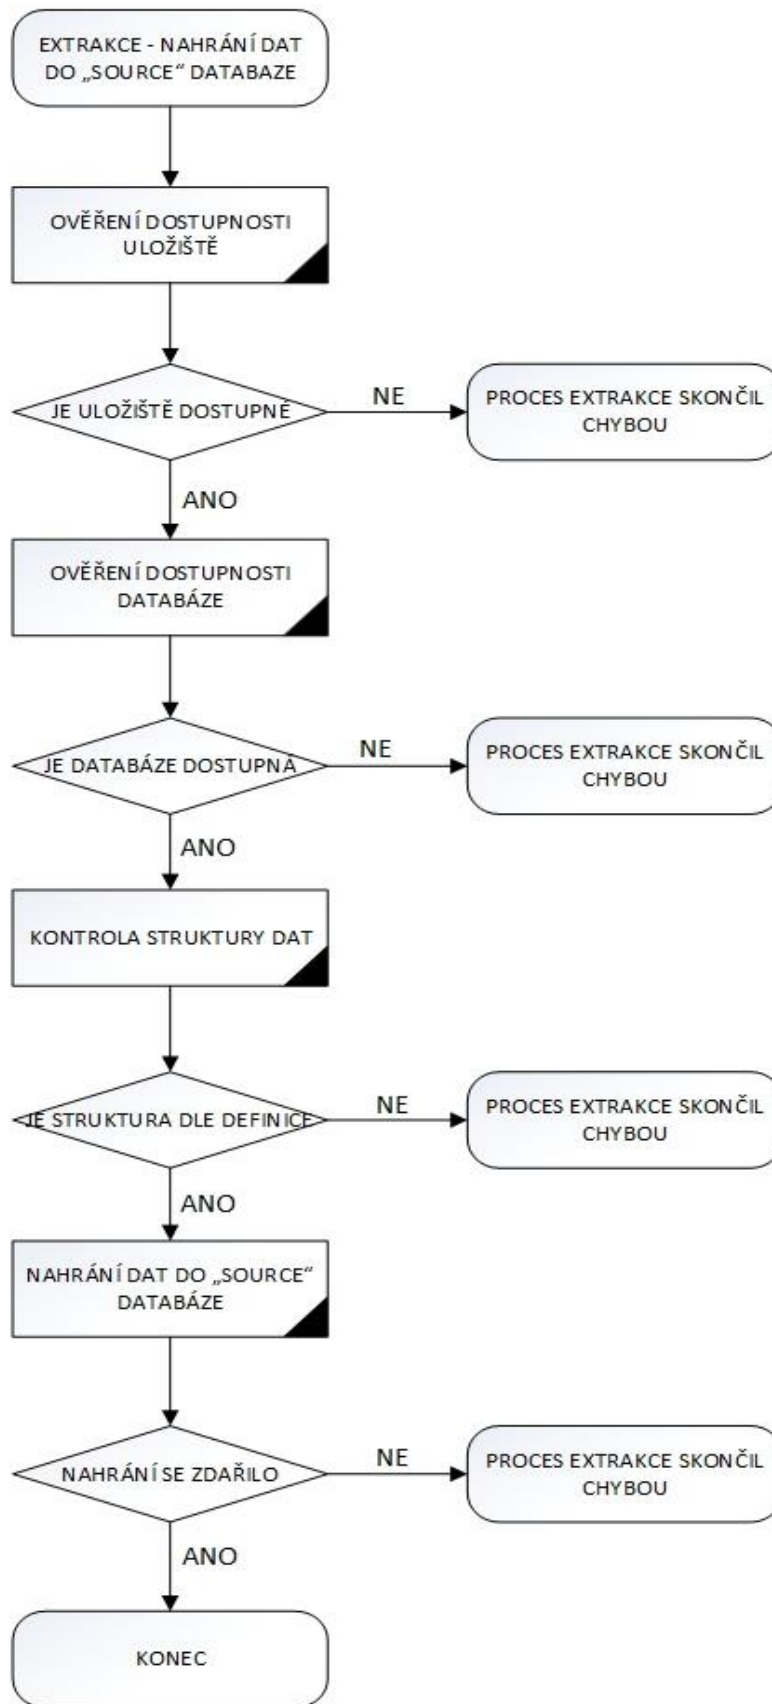 EXTRAKCE - NAHRÁNÍ DAT
DO „SOURCE“ DATABAZE
OVĚŘENÍ DOSTUPNOSTI
ULOŽIŠTĚ
JE ULOŽIŠTĚ DOSTUPNÉ
NE
PROCES EXTRAKCE SKONČIL
CHYBOU
ANO
OVĚŘENÍ DOSTUPNOSTI
DATABÁZE
JE DATABÁZE DOSTUPNÁ
NE
PROCES EXTRAKCE SKONČIL
CHYBOU
ANO
KONTROLA STRUKTURY DAT
JE STRUKTURA DLE DEFINICE
NE
PROCES EXTRAKCE SKONČIL
CHYBOU
ANO
NAHRÁNÍ DAT DO „SOURCE“
DATABÁZE
NAHRÁNÍ SE ZDAŘILO
NE
PROCES EXTRAKCE SKONČIL
CHYBOU
ANO
KONEC